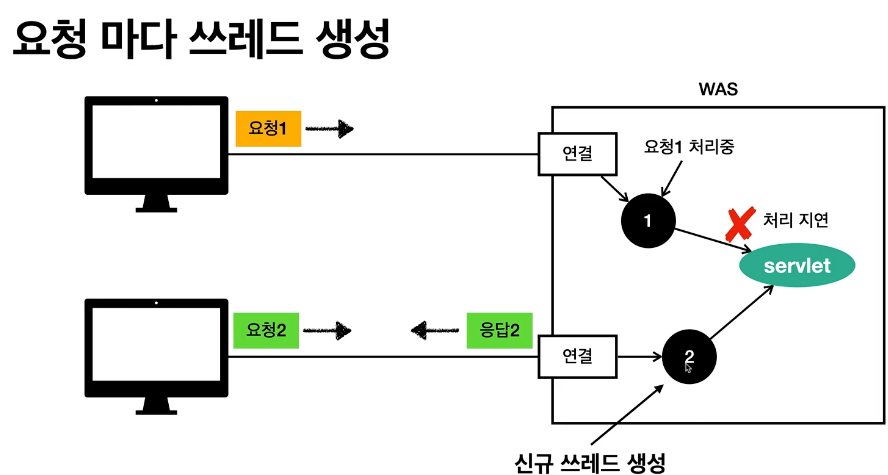 요청 마다 쓰레드 생성
WAS
요청1
연결
요청1 처리중
1
처리 지연
servlet
요청2
응답2
연결
2
신규 쓰레드 생성